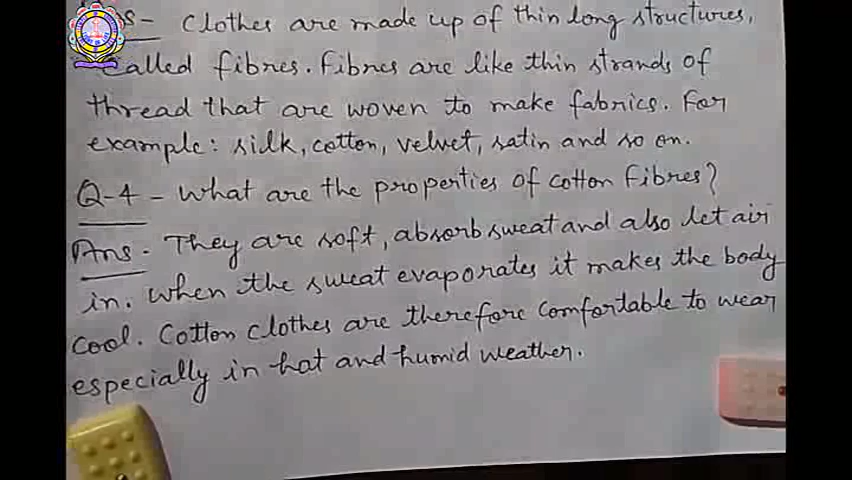 Ans- Clothes are made up of thin long structures,
called fibres. Fibres are like thin strands of
thread that are woven to make fabrics. For
example: silk, cotton, velvet, satin and so on.
Q-4 - What are the properties of cotton fibres?
Ans - They are soft, absorb sweat and also let air
in. When the sweat evaporates it makes the body
cool. Cotton clothes are therefore comfortable to wear
especially in hot and humid weather.